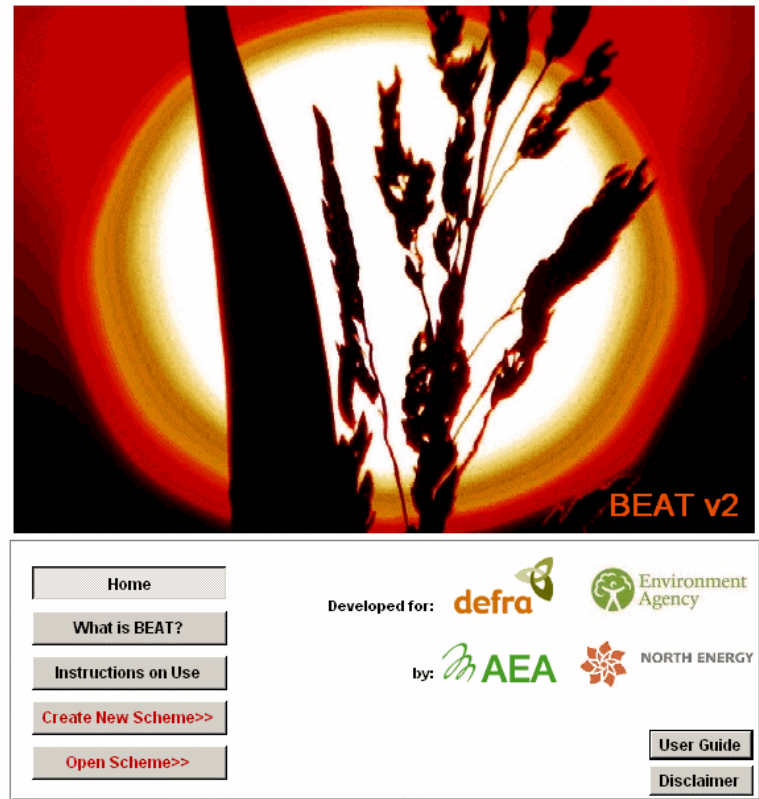 BEAT v2
Home
What is BEAT?
Instructions on Use
Create New Scheme>>
Open Scheme>>
Developed for:
defra
Environment
Agency
by:
AEA
NORTH ENERGY
User Guide
Disclaimer